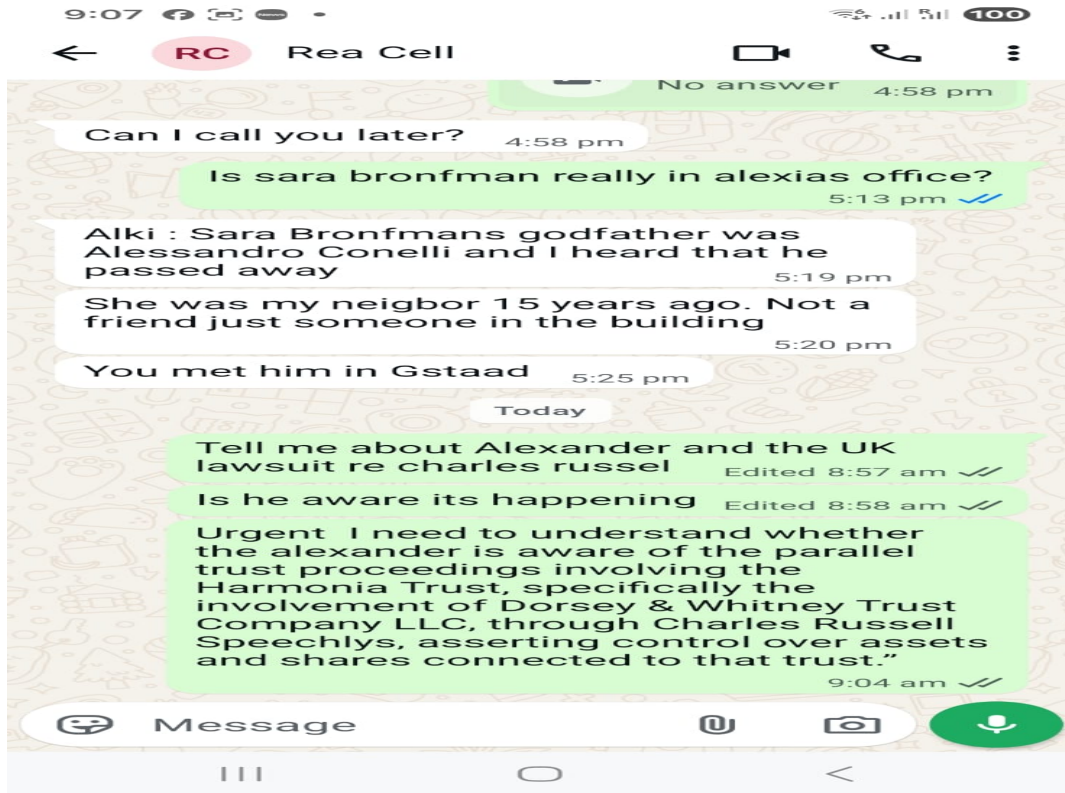 9:07
News
100
RC Rea Cell
No answer 4:58 pm
Can I call you later? 4:58 pm
Is sara bronfman really in alexias office?
5:13 pm
Alki : Sara Bronfmans godfather was
Alessandro Conelli and I heard that he
passed away
5:19 pm
She was my neigbor 15 years ago. Not a
friend just someone in the building
5:20 pm
You met him in Gstaad 5:25 pm
Today
Tell me about Alexander and the UK
lawsuit re charles russel Edited 8:57 am
Is he aware its happening Edited 8:58 am
Urgent I need to understand whether
the alexander is aware of the parallel
trust proceedings involving the
Harmonia Trust, specifically the
involvement of Dorsey & Whitney Trust
Company LLC, through Charles Russell
Speechlys, asserting control over assets
and shares connected to that trust.”
9:04 am
Message